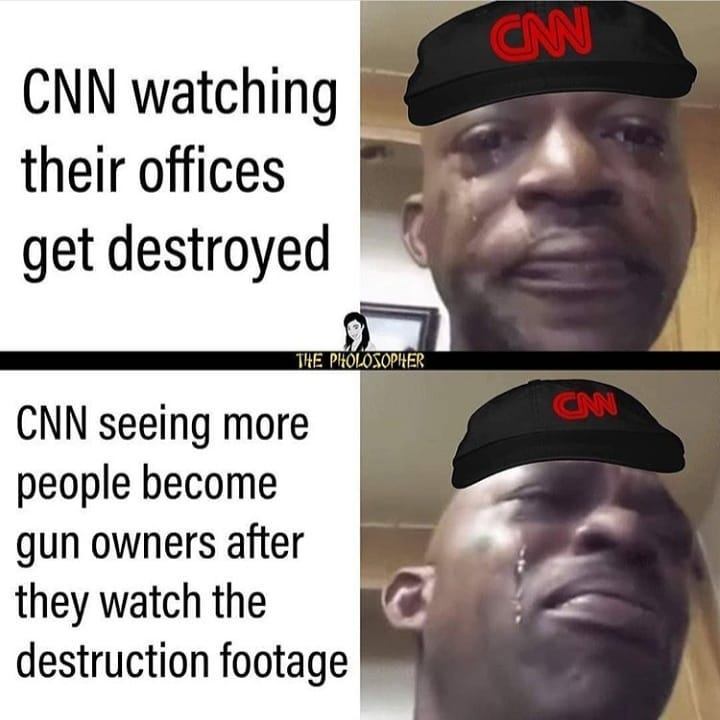 CNN watching
their offices
get destroyed
CNN
THE PHOLOSOPHER
CNN seeing more
people become
gun owners after
they watch the
destruction footage
CNN